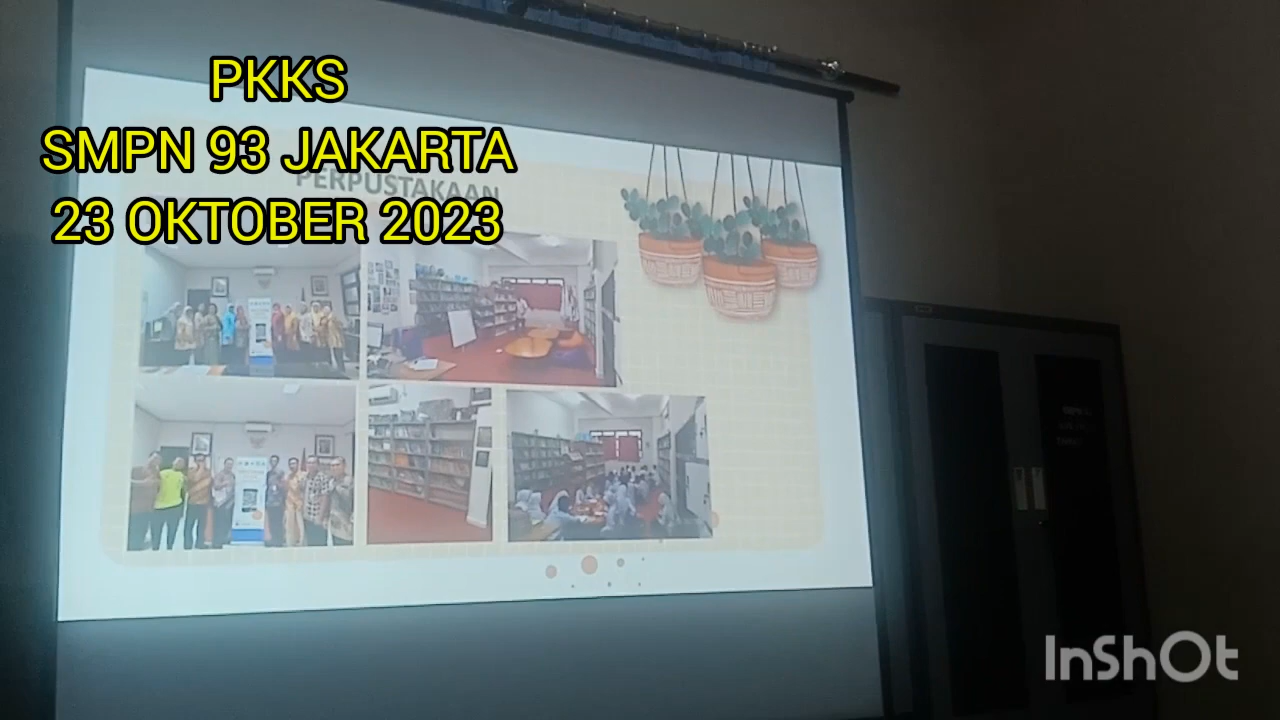 PKKS
SMPN 93 JAKARTA
PERPUSTAKAAN
23 OKTOBER 2023
InShOt